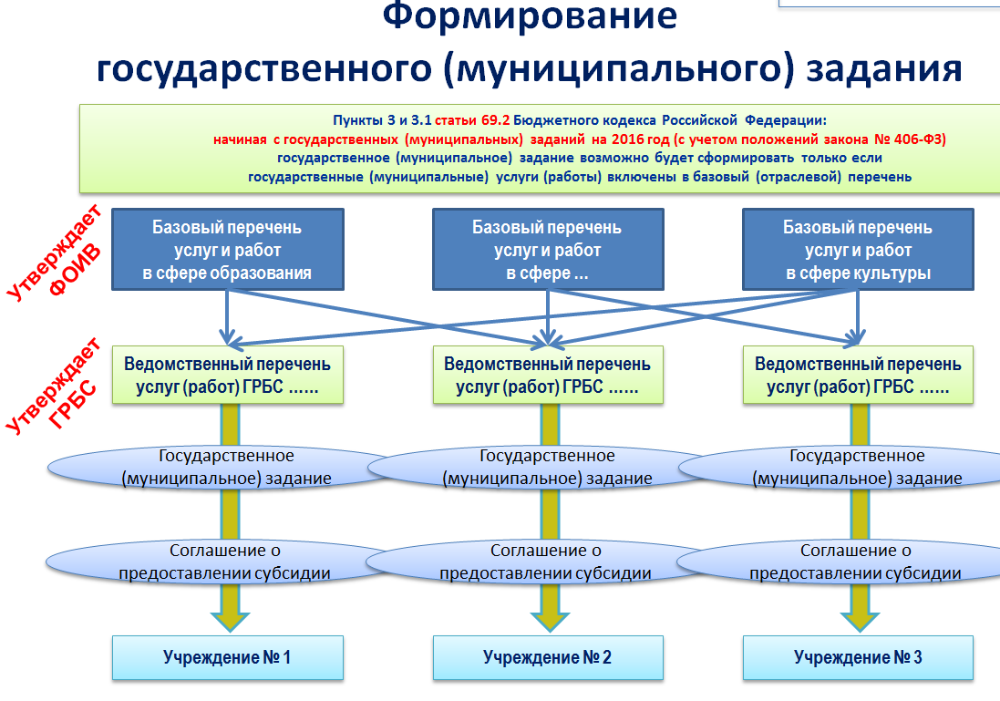 Формирование
государственного (муниципального) задания
Пункты 3 и 3.1 статьи 69.2 Бюджетного кодекса Российской Федерации:
начиная с государственных (муниципальных) заданий на 2016 год (с учетом положений закона № 406-ФЗ)
государственное (муниципальное) задание возможно будет сформировать только если
государственные (муниципальные) услуги (работы) включены в базовый (отраслевой) перечень
Утверждает
ФОИВ
Базовый перечень
услуг и работ
в сфере образования
Базовый перечень
услуг и работ
в сфере ...
Базовый перечень
услуг и работ
в сфере культуры
Утверждает
ГРБС
Ведомственный перечень
услуг (работ) ГРБС ......
Ведомственный перечень
услуг (работ) ГРБС ......
Ведомственный перечень
услуг (работ) ГРБС ......
Государственное
(муниципальное) задание
Государственное
(муниципальное) задание
Государственное
(муниципальное) задание
Соглашение о
предоставлении субсидии
Соглашение о
предоставлении субсидии
Соглашение о
предоставлении субсидии
Учреждение № 1
Учреждение № 2
Учреждение № 3